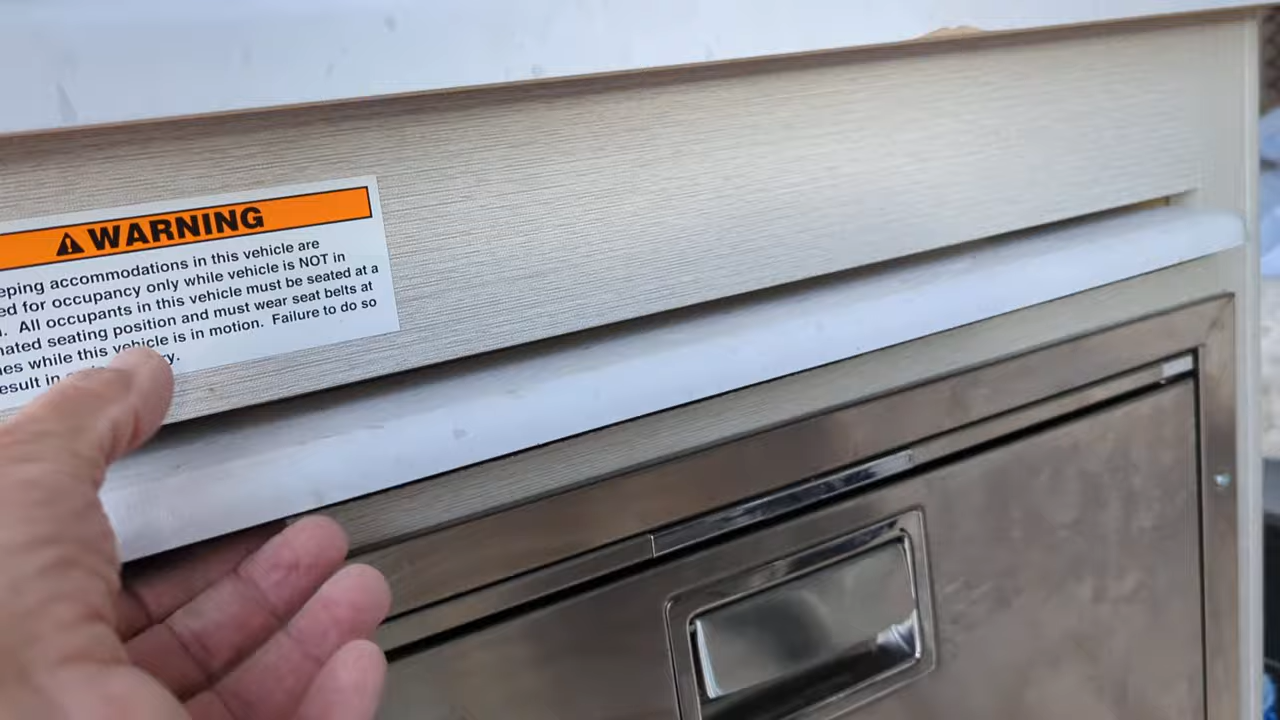 WARNING
eping accommodations in this vehicle are
ed for occupancy only while vehicle is NOT in
. All occupants in this vehicle must be seated at a
nated seating position and must wear seat belts at
es while this vehicle is in motion. Failure to do so
esult in y.